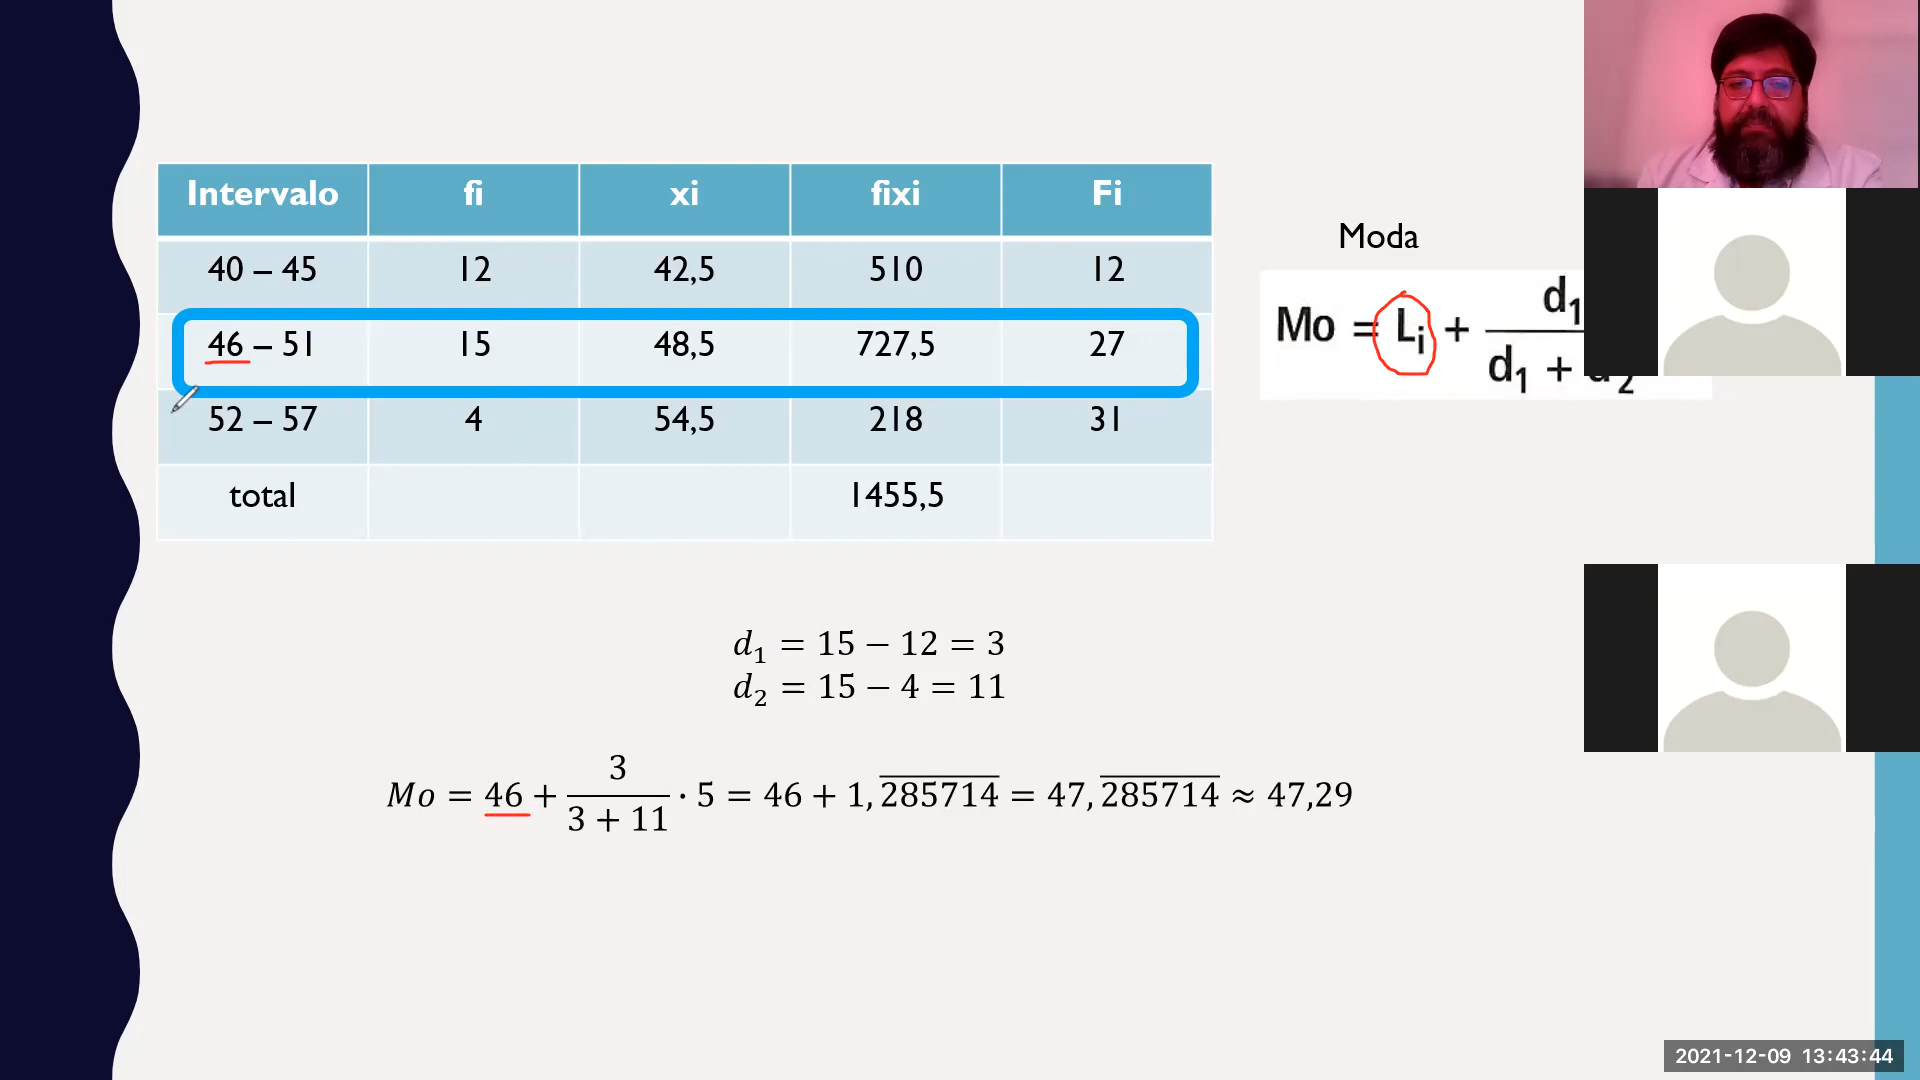 Intervalo fi xi fixi Fi
40 – 45 12 42,5 510 12
46 – 51 15 48,5 727,5 27
52 – 57 4 54,5 218 31
total 1455,5
Moda
Mo = Li + d1
d1 + d2
d1 = 15 − 12 = 3
d2 = 15 − 4 = 11
Mo = 46 + 3/(3 + 11) · 5 = 46 + 1, 285714 = 47, 285714 ≈ 47,29
2021-12-09 13:43:44